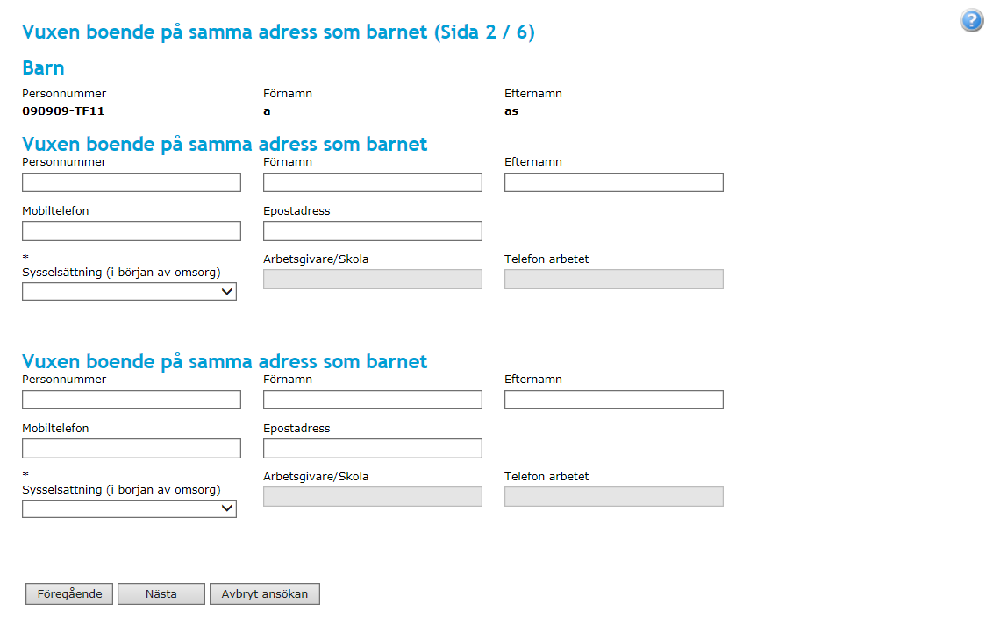 Vuxen boende på samma adress som barnet (Sida 2 / 6)
?
Barn
Personnummer Förnamn Efternamn
090909-TF11 a as
Vuxen boende på samma adress som barnet
Personnummer Förnamn Efternamn
Mobiltelefon Epostadress
*
Sysselsättning (i början av omsorg) Arbetsgivare/Skola Telefon arbetet
Vuxen boende på samma adress som barnet
Personnummer Förnamn Efternamn
Mobiltelefon Epostadress
*
Sysselsättning (i början av omsorg) Arbetsgivare/Skola Telefon arbetet
Föregående Nästa Avbryt ansökan